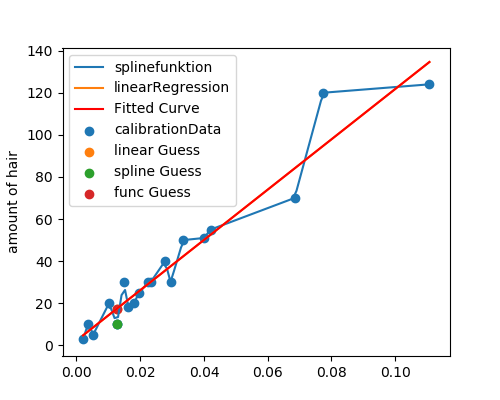 140
120
100
80
60
40
20
0
amount of hair
splinefunktion
linearRegression
Fitted Curve
calibrationData
linear Guess
spline Guess
func Guess
0.00 0.02 0.04 0.06 0.08 0.10